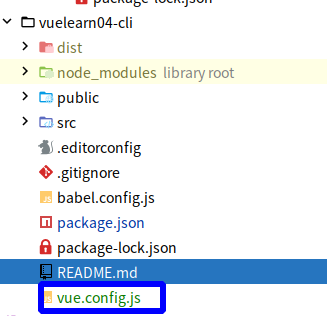 package-lock.json
vuelearn04-cli
dist
node_modules library root
public
src
.editorconfig
.gitignore
babel.config.js
package.json
package-lock.json
README.md
vue.config.js